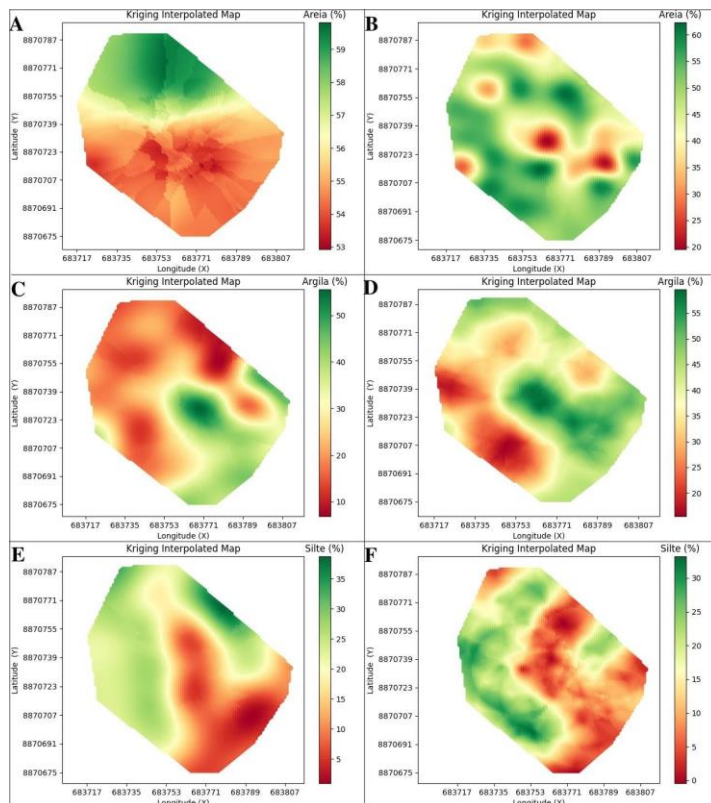 A
Kriging Interpolated Map
Areia (%)
59
58
57
56
55
54
53
8870787
8870771
8870755
8870739
8870723
8870707
8870691
8870675
Latitude (Y)
683717 683735 683753 683771 683789 683807
Longitude (X)
B
Kriging Interpolated Map
Areia (%)
60
55
50
45
40
35
30
25
20
8870787
8870771
8870755
8870739
8870723
8870707
8870691
8870675
Latitude (Y)
683717 683735 683753 683771 683789 683807
Longitude (X)
C
Kriging Interpolated Map
Argila (%)
50
40
30
20
10
8870787
8870771
8870755
8870739
8870723
8870707
8870691
8870675
Latitude (Y)
683717 683735 683753 683771 683789 683807
Longitude (X)
D
Kriging Interpolated Map
Argila (%)
55
50
45
40
35
30
25
20
8870787
8870771
8870755
8870739
8870723
8870707
8870691
8870675
Latitude (Y)
683717 683735 683753 683771 683789 683807
Longitude (X)
E
Kriging Interpolated Map
Silte (%)
35
30
25
20
15
10
5
8870787
8870771
8870755
8870739
8870723
8870707
8870691
8870675
Latitude (Y)
683717 683735 683753 683771 683789 683807
Longitude (X)
F
Kriging Interpolated Map
Silte (%)
30
25
20
15
10
5
0
8870787
8870771
8870755
8870739
8870723
8870707
8870691
8870675
Latitude (Y)
683717 683735 683753 683771 683789 683807
Longitude (X)